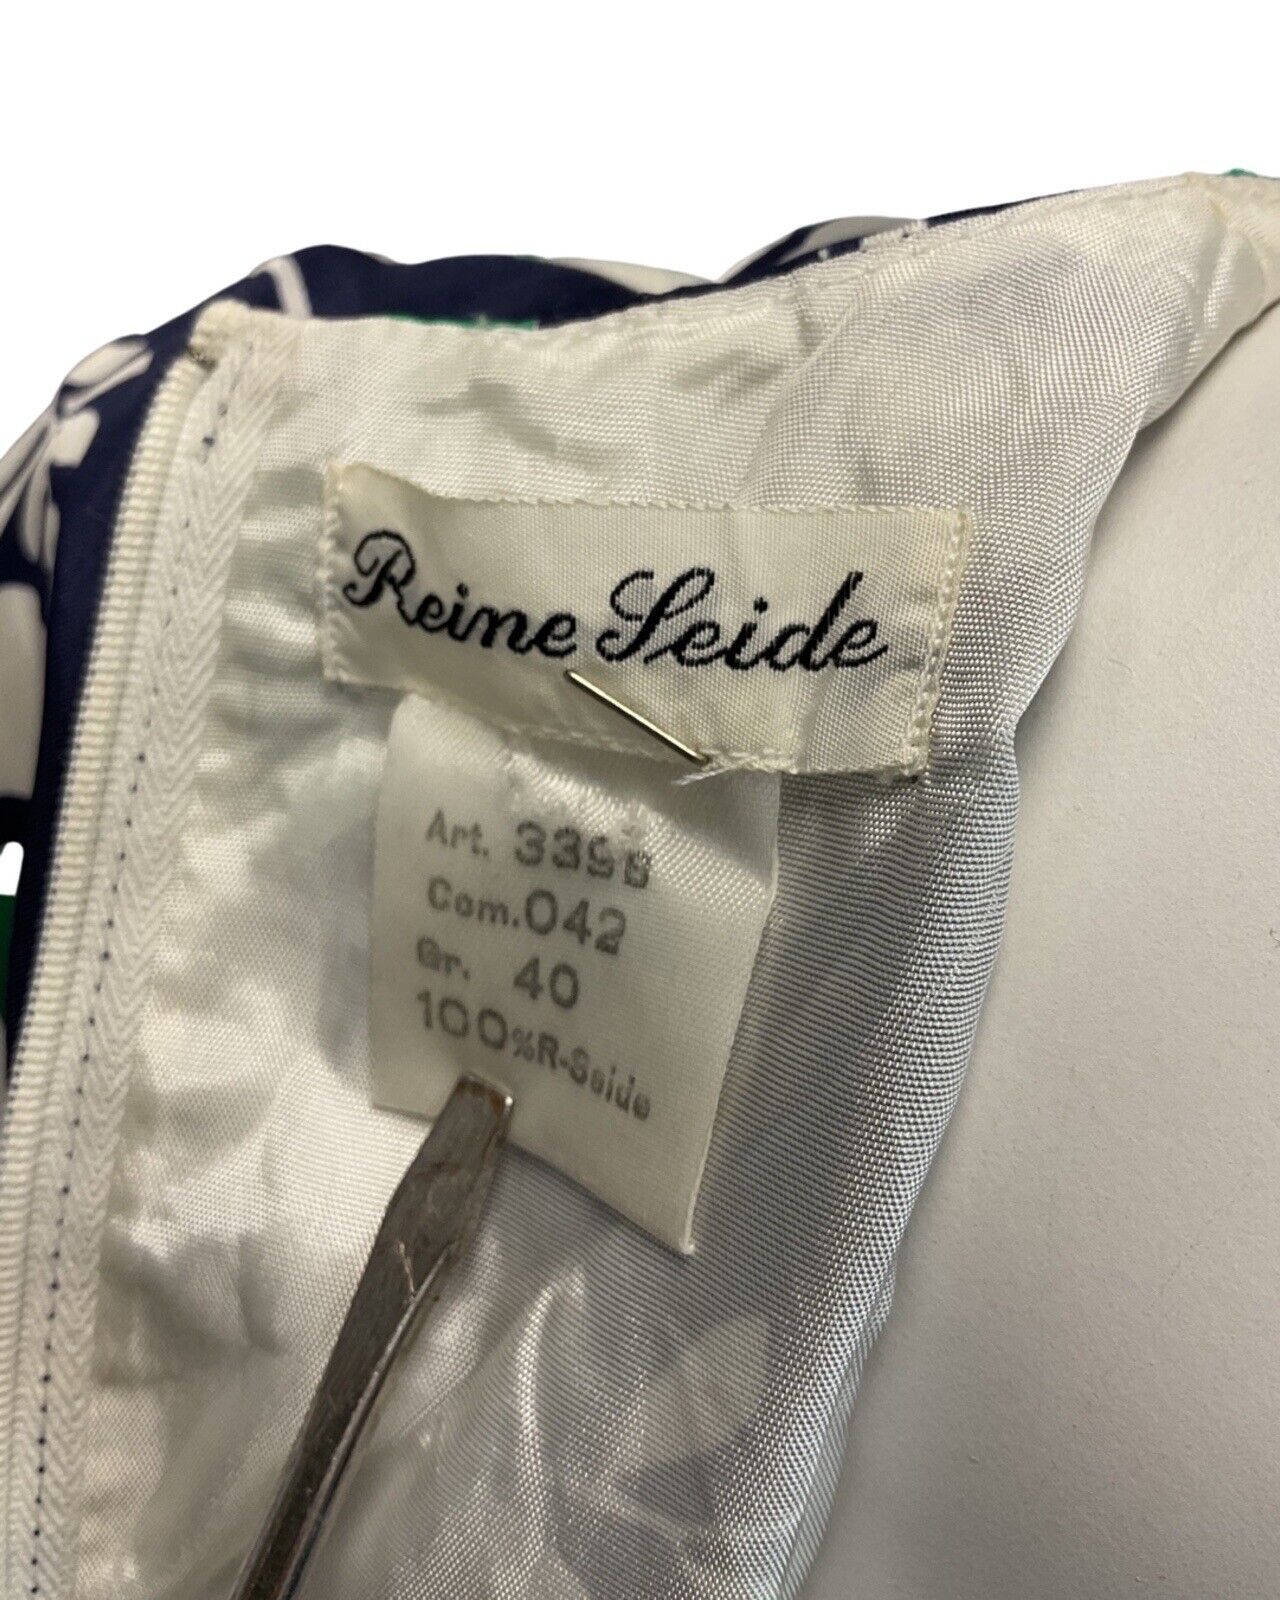 Reine Seide
Art. 3398
Com. 042
Gr. 40
100% R-Seide